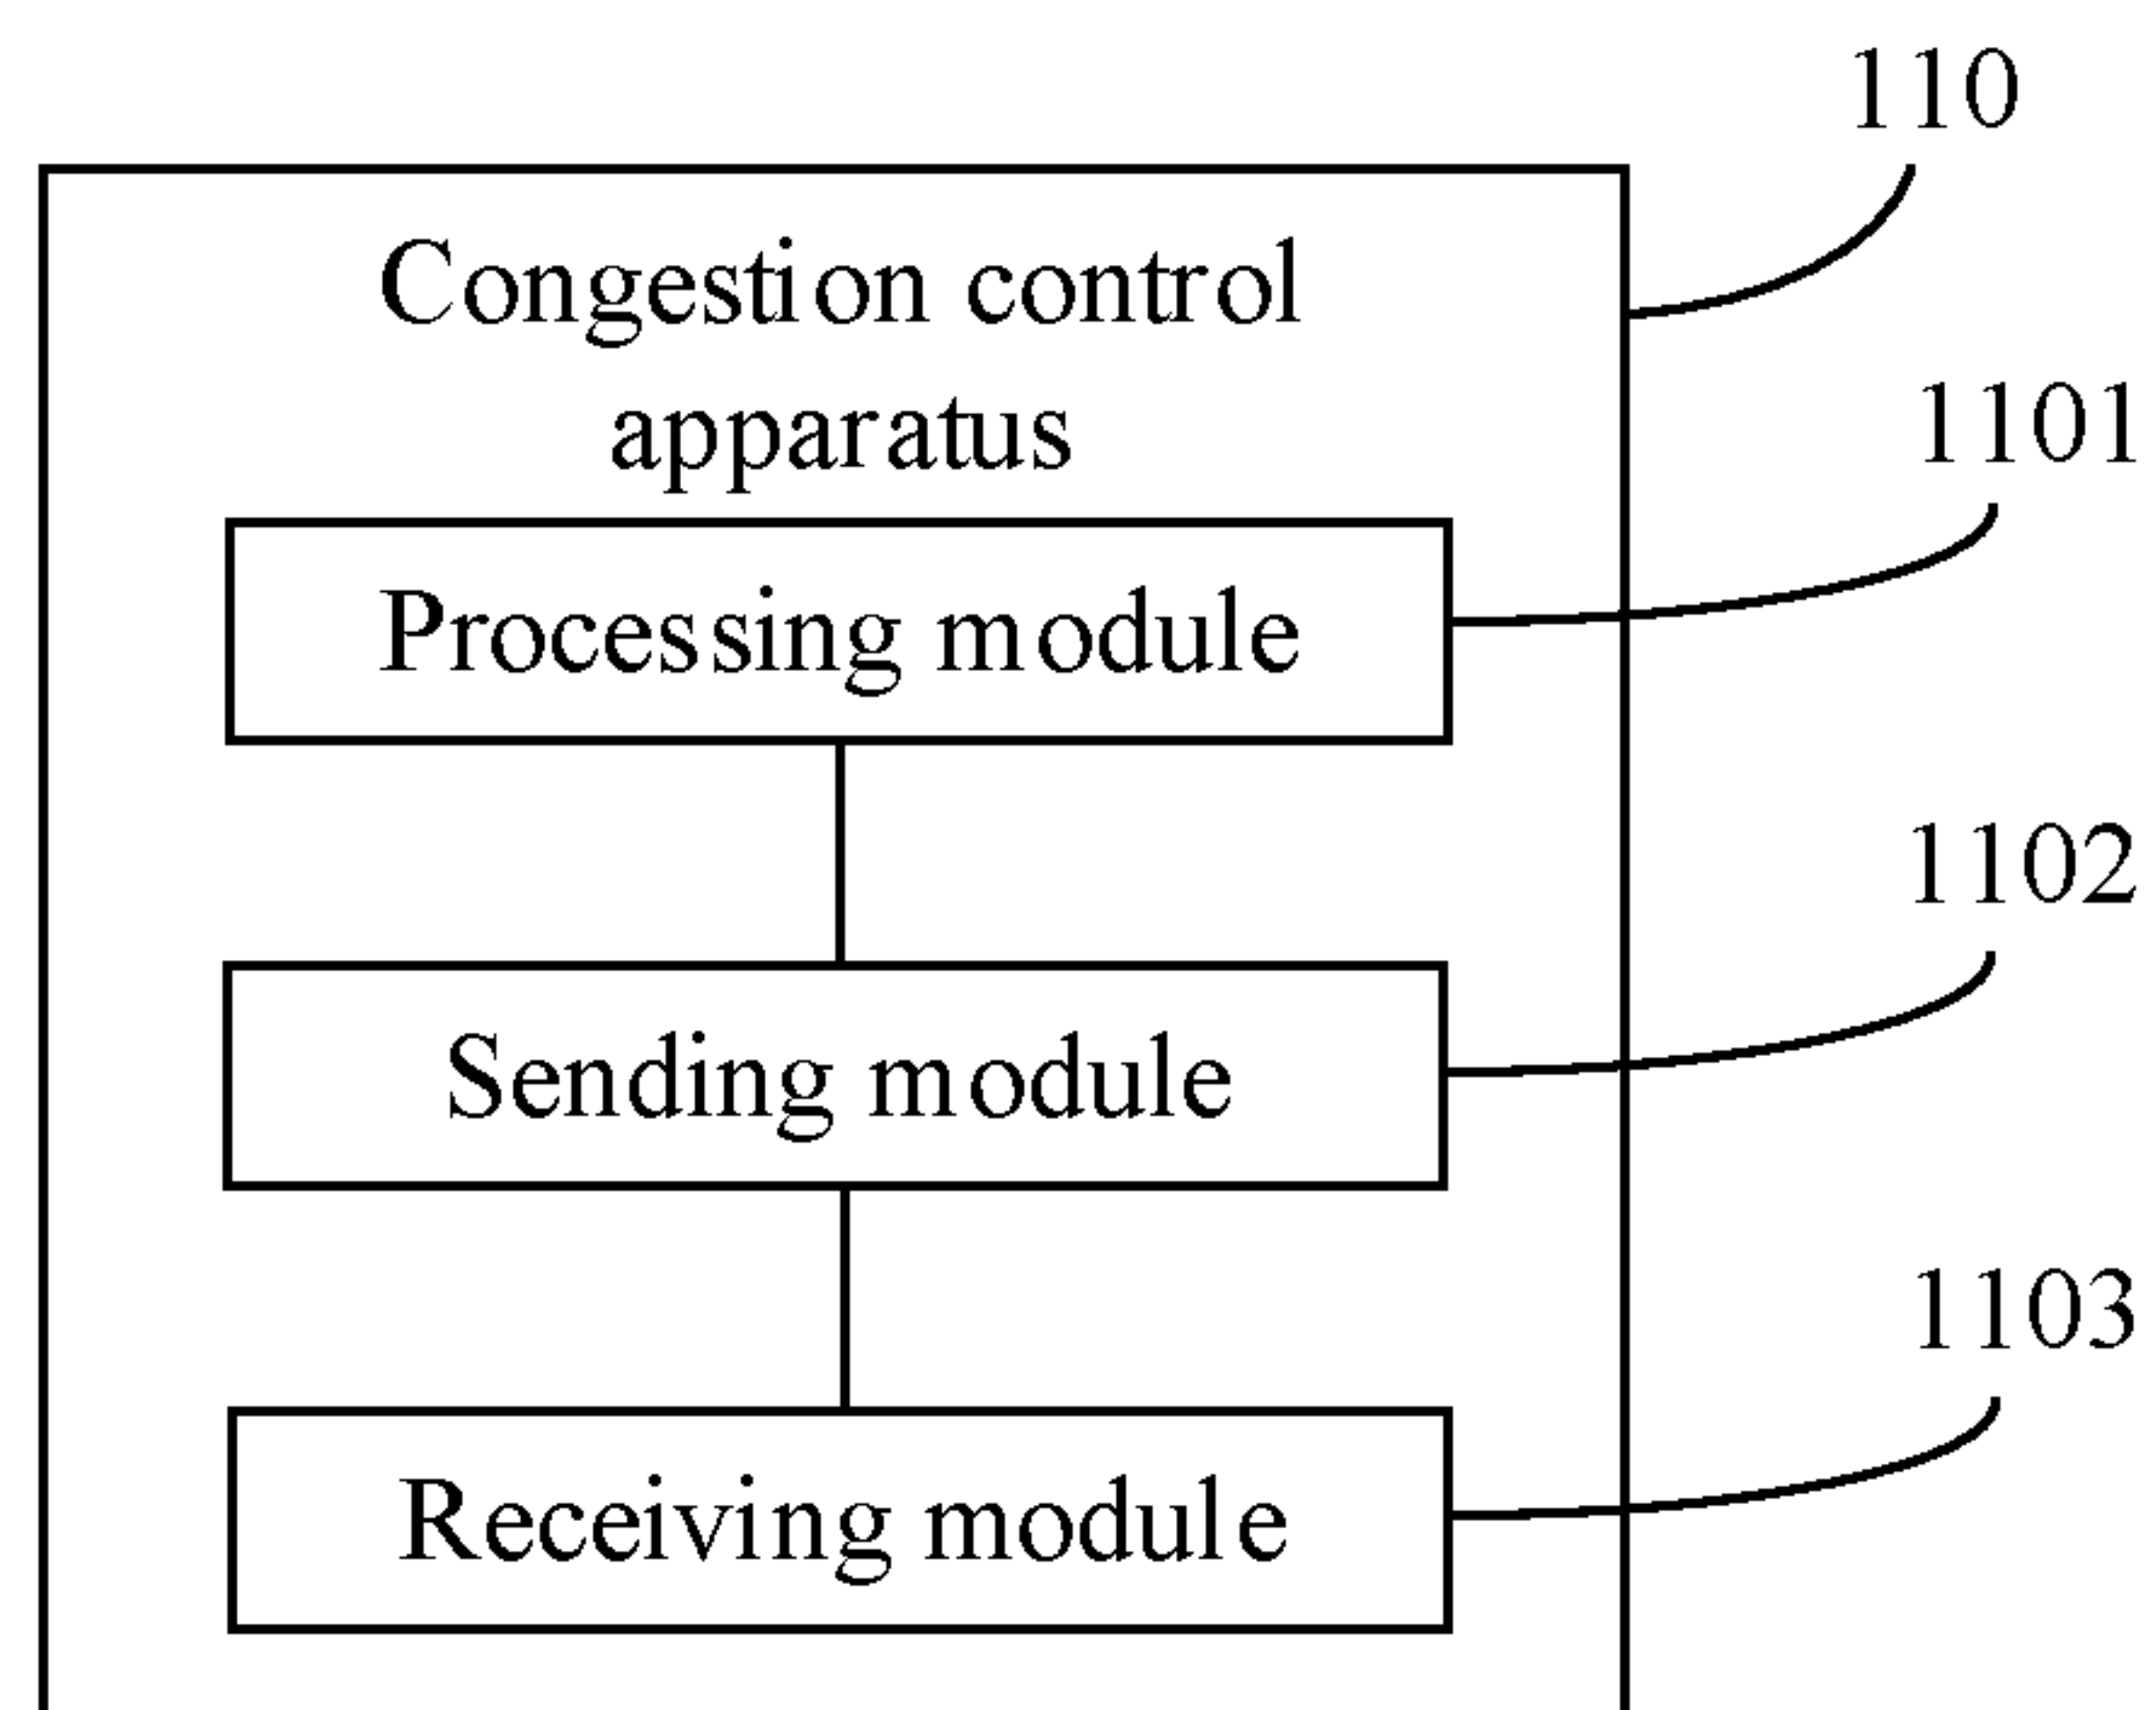 110
Congestion control
apparatus
1101
Processing module
1102
Sending module
1103
Receiving module